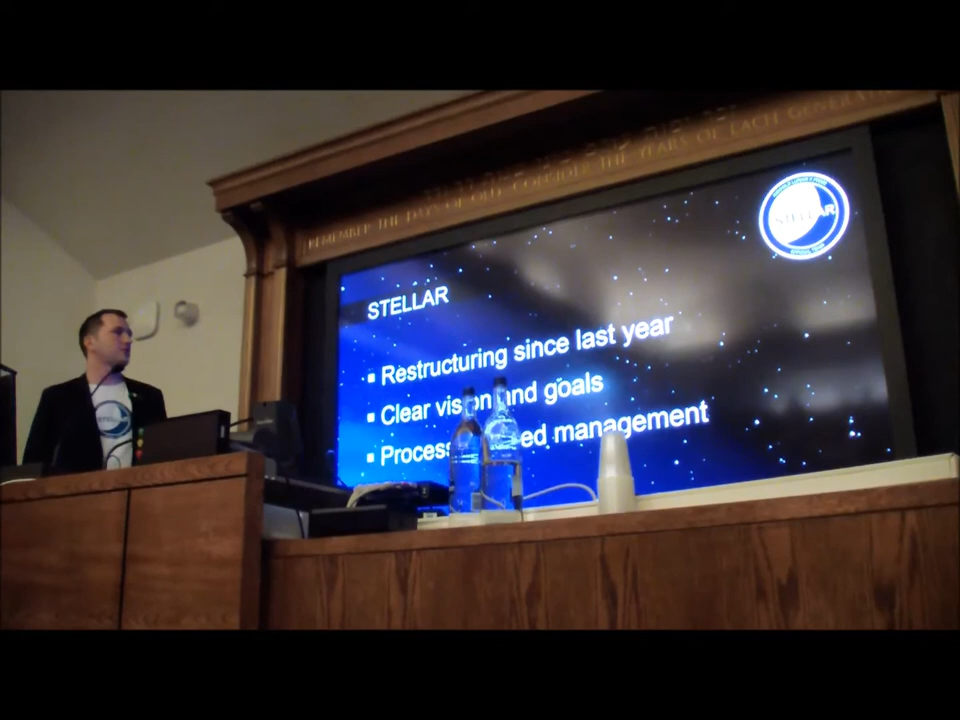 REMEMBER THE DAYS OF OLD CONSIDER THE YEARS OF EACH GENERATION
STELLAR
STELLAR
▪ Restructuring since last year
▪ Clear vision and goals
▪ Process ed management